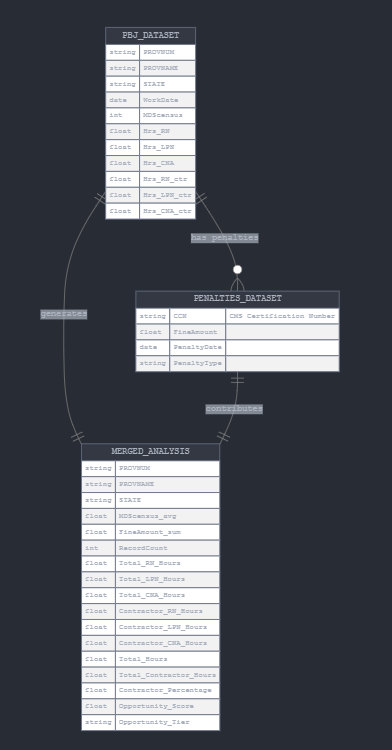 PBJ_DATASET
string PROVNUM
string PROVNAME
string STATE
date WorkDate
int MDScensus
float Hrs_RN
float Hrs_LPN
float Hrs_CNA
float Hrs_RN_ctr
float Hrs_LPN_ctr
float Hrs_CNA_ctr
has penalties
PENALTIES_DATASET
string CCN CMS Certification Number
float FineAmount
date PenaltyDate
string PenaltyType
generates
contributes
MERGED_ANALYSIS
string PROVNUM
string PROVNAME
string STATE
float MDScensus_avg
float FineAmount_sum
int RecordCount
float Total_RN_Hours
float Total_LPN_Hours
float Total_CNA_Hours
float Contractor_RN_Hours
float Contractor_LPN_Hours
float Contractor_CNA_Hours
float Total_Hours
float Total_Contractor_Hours
float Contractor_Percentage
float Opportunity_Score
string Opportunity_Tier